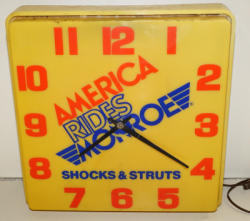 11 12 1
10 2
9 3
8 4
7 6 5
AMERICA
RIDES
MONROE®
SHOCKS & STRUTS